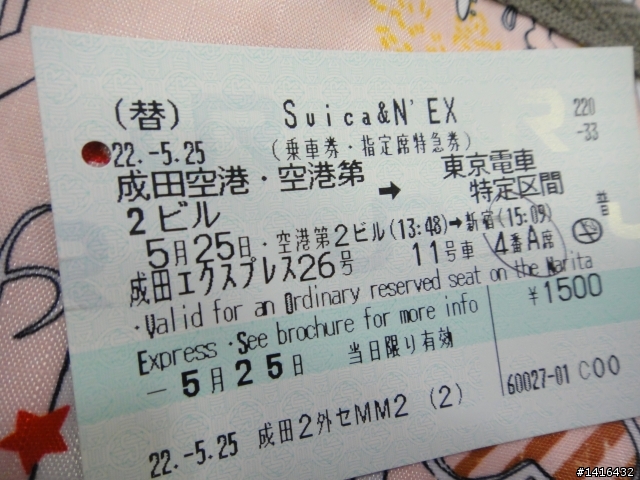 (替) Suica&N'EX 220
22.-5.25 (乗車券・指定席特急券) -33
成田空港・空港第2ビル → 東京電車特定区間
5月25日・空港第2ビル(13:48)→新宿(15:09) 普
成田エクスプレス26号 11号車 4番A席
・Valid for an Ordinary reserved seat on the Narita
Express・See brochure for more info ¥1500
-5月25日 当日限り有効
22.-5.25 成田2外セMM2 (2) 60027-01 C00
#1416432